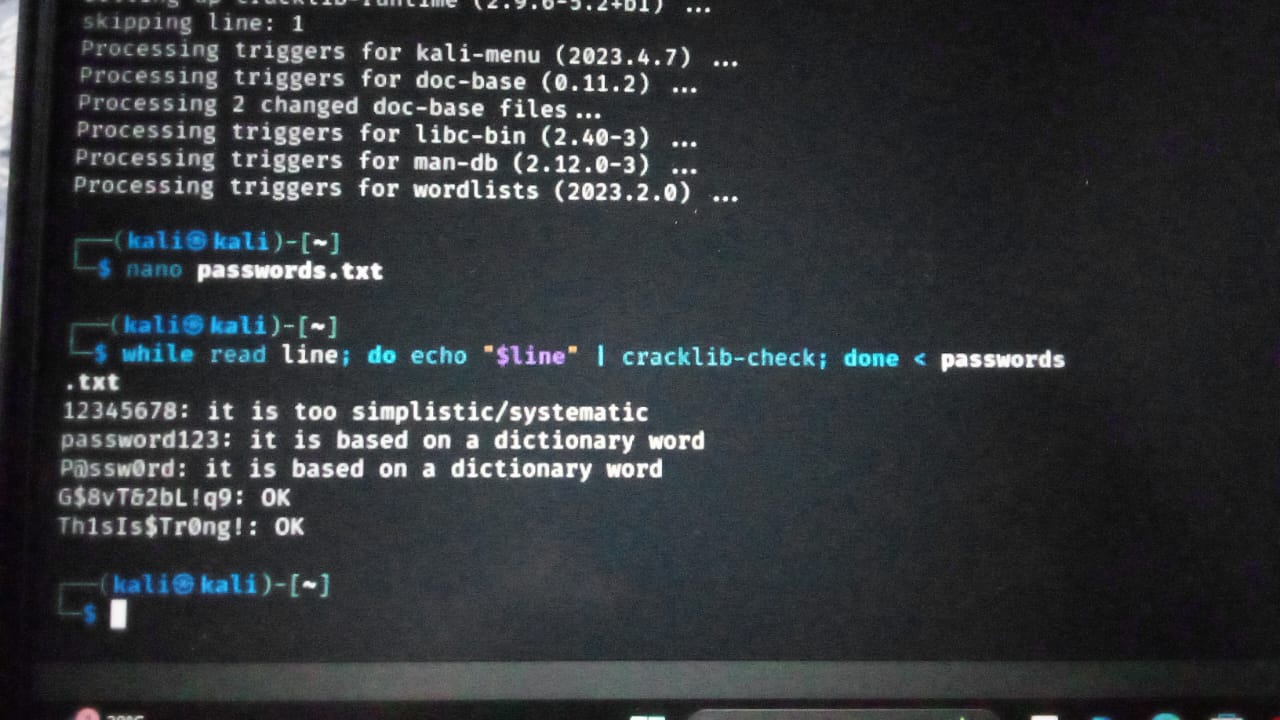 Setting up cracklib-runtime (2.9.6-5.2+b1) ...
skipping line: 1
Processing triggers for kali-menu (2023.4.7) ...
Processing triggers for doc-base (0.11.2) ...
Processing 2 changed doc-base files...
Processing triggers for libc-bin (2.40-3) ...
Processing triggers for man-db (2.12.0-3) ...
Processing triggers for wordlists (2023.2.0) ...
┌──(kali㉿kali)-[~]
└─$ nano passwords.txt
┌──(kali㉿kali)-[~]
└─$ while read line; do echo "$line" | cracklib-check; done < passwords
.txt
12345678: it is too simplistic/systematic
password123: it is based on a dictionary word
P@ssw0rd: it is based on a dictionary word
G$8vT&2bL!q9: OK
Th1sIs$Tr0ng!: OK
┌──(kali㉿kali)-[~]
└─$